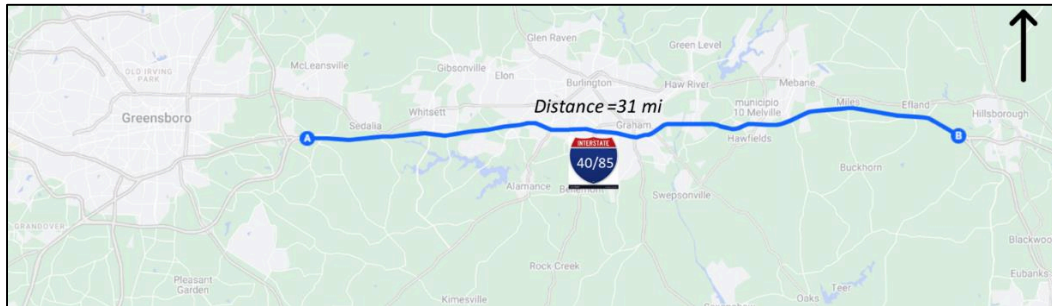 Glen Raven
Green Level
OLD IRVING
PARK
McLeansville
Gibsonville
Elon
Burlington
Haw River
Mebane
Distance =31 mi
municipio
10 Melville
Miles
Efland
Hillsborough
Greensboro
Whitsett
Sedalia
Graham
A
B
Hawfields
INTERSTATE
40/85
Buckhorn
Alamance
Swepsonville
GRANDOVER
Blackwood
Rock Creek
Eubanks
Pleasant
Garden
Teer
Oaks
Kimesville